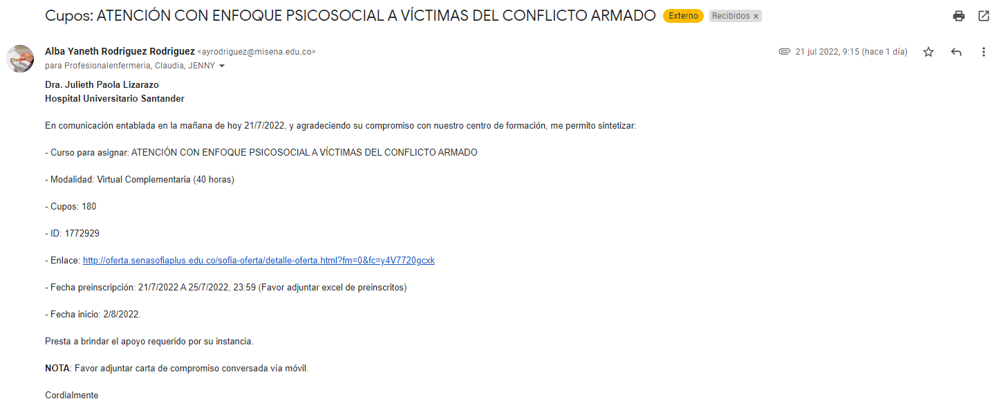 Cupos: ATENCIÓN CON ENFOQUE PSICOSOCIAL A VÍCTIMAS DEL CONFLICTO ARMADO Externo Recibidos ×
Alba Yaneth Rodriguez Rodriguez <ayrodriguez@misena.edu.co> 21 jul 2022, 9:15 (hace 1 día)
para Profesionalenfermeria, Claudia, JENNY
Dra. Julieth Paola Lizarazo
Hospital Universitario Santander
En comunicación entablada en la mañana de hoy 21/7/2022, y agradeciendo su compromiso con nuestro centro de formación, me permito sintetizar:
- Curso para asignar: ATENCIÓN CON ENFOQUE PSICOSOCIAL A VÍCTIMAS DEL CONFLICTO ARMADO
- Modalidad: Virtual Complementaria (40 horas)
- Cupos: 180
- ID: 1772929
- Enlace: http://oferta.senasofiaplus.edu.co/sofia-oferta/detalle-oferta.html?fm=0&fc=y4V7720gcxk
- Fecha preinscripción: 21/7/2022 A 25/7/2022, 23:59 (Favor adjuntar excel de preinscritos)
- Fecha inicio: 2/8/2022.
Presta a brindar el apoyo requerido por su instancia.
NOTA: Favor adjuntar carta de compromiso conversada vía móvil.
Cordialmente